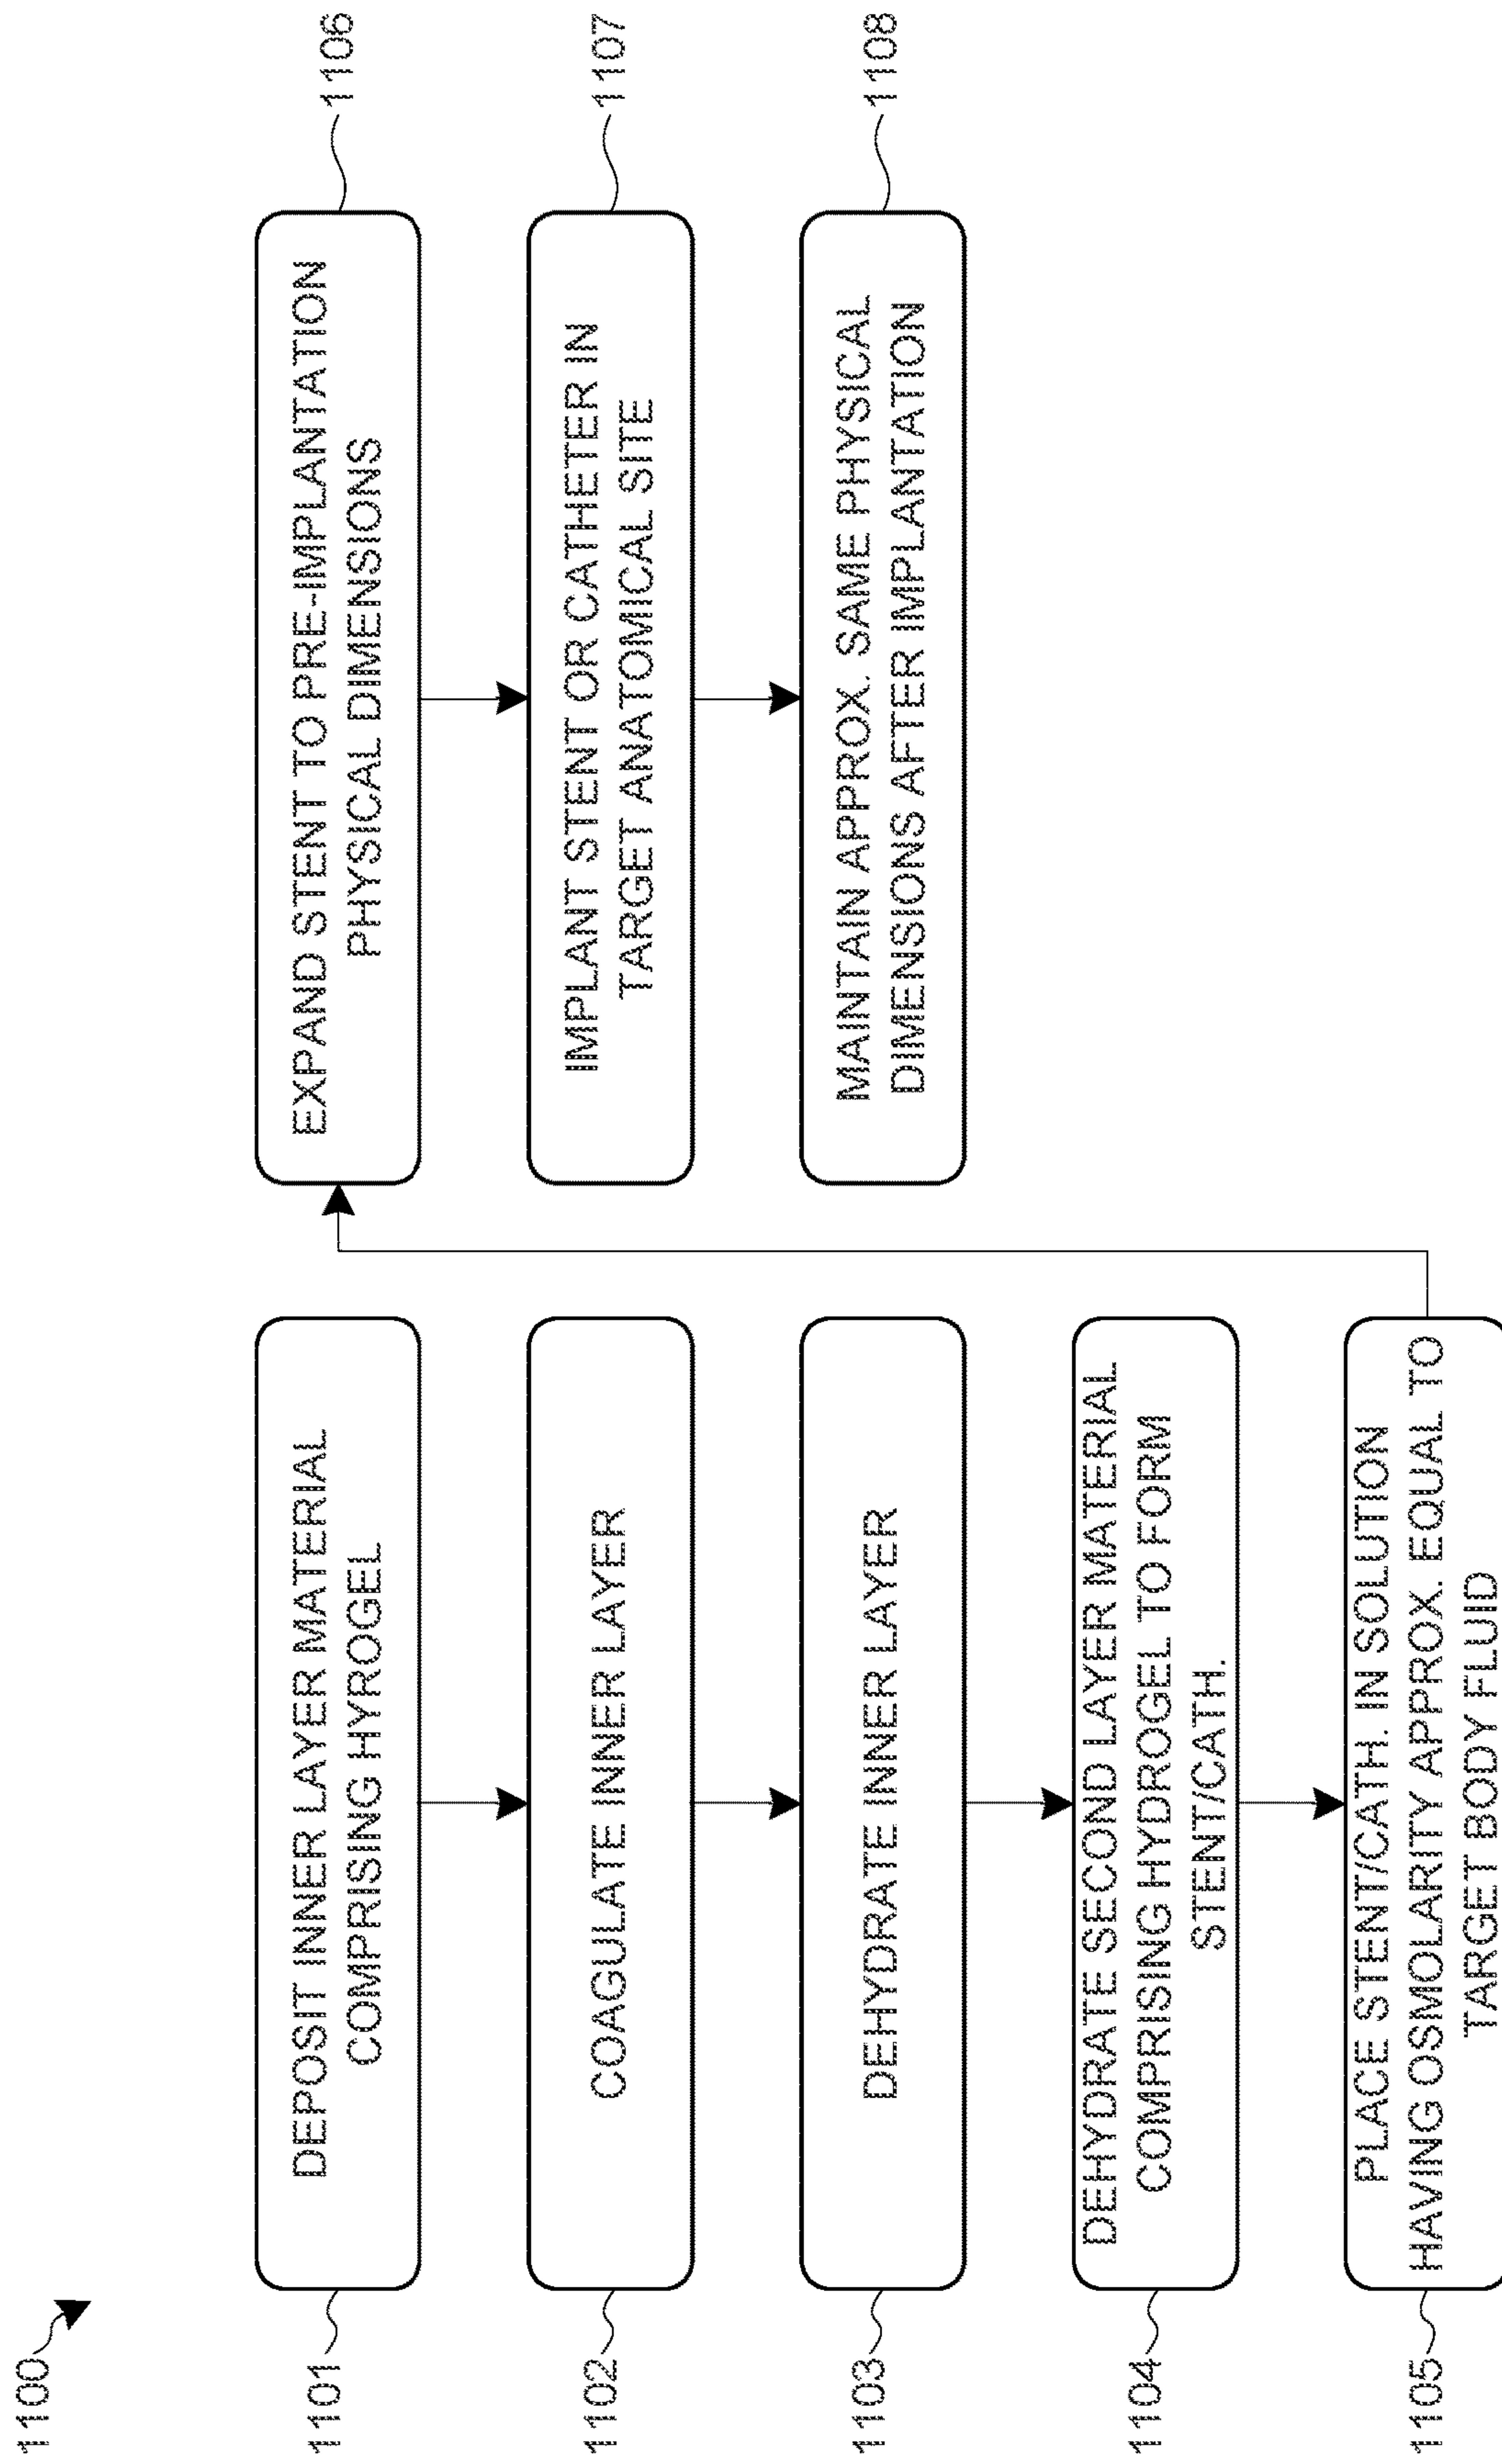 1100
1101
DEPOSIT INNER LAYER MATERIAL
COMPRISING HYROGEL
1102
COAGULATE INNER LAYER
1103
DEHYDRATE INNER LAYER
1104
DEHYDRATE SECOND LAYER MATERIAL
COMPRISING HYDROGEL TO FORM
STENT/CATH.
1105
PLACE STENT/CATH. IN SOLUTION
HAVING OSMOLARITY APPROX. EQUAL TO
TARGET BODY FLUID
EXPAND STENT TO PRE-IMPLANTATION
PHYSICAL DIMENSIONS
1106
IMPLANT STENT OR CATHETER IN
TARGET ANATOMICAL SITE
1107
MAINTAIN APPROX. SAME PHYSICAL
DIMENSIONS AFTER IMPLANTATION
1108